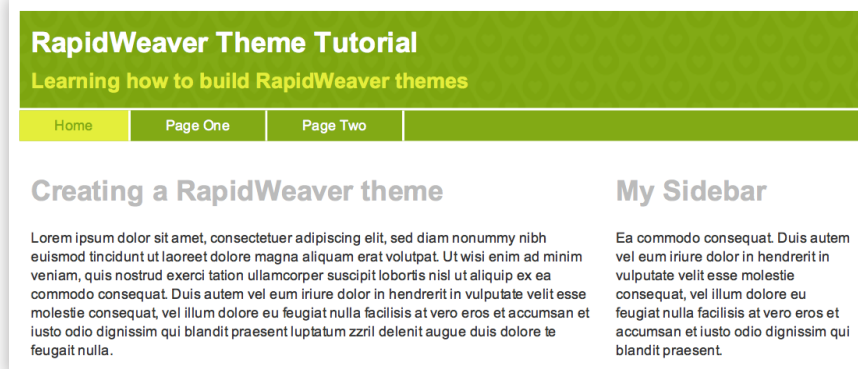 RapidWeaver Theme Tutorial
Learning how to build RapidWeaver themes
Home Page One Page Two
Creating a RapidWeaver theme
Lorem ipsum dolor sit amet, consectetuer adipiscing elit, sed diam nonummy nibh
euismod tincidunt ut laoreet dolore magna aliquam erat volutpat. Ut wisi enim ad minim
veniam, quis nostrud exerci tation ullamcorper suscipit lobortis nisl ut aliquip ex ea
commodo consequat. Duis autem vel eum iriure dolor in hendrerit in vulputate velit esse
molestie consequat, vel illum dolore eu feugiat nulla facilisis at vero eros et accumsan et
iusto odio dignissim qui blandit praesent luptatum zzril delenit augue duis dolore te
feugait nulla.
My Sidebar
Ea commodo consequat. Duis autem
vel eum iriure dolor in hendrerit in
vulputate velit esse molestie
consequat, vel illum dolore eu
feugiat nulla facilisis at vero eros et
accumsan et iusto odio dignissim qui
blandit praesent.